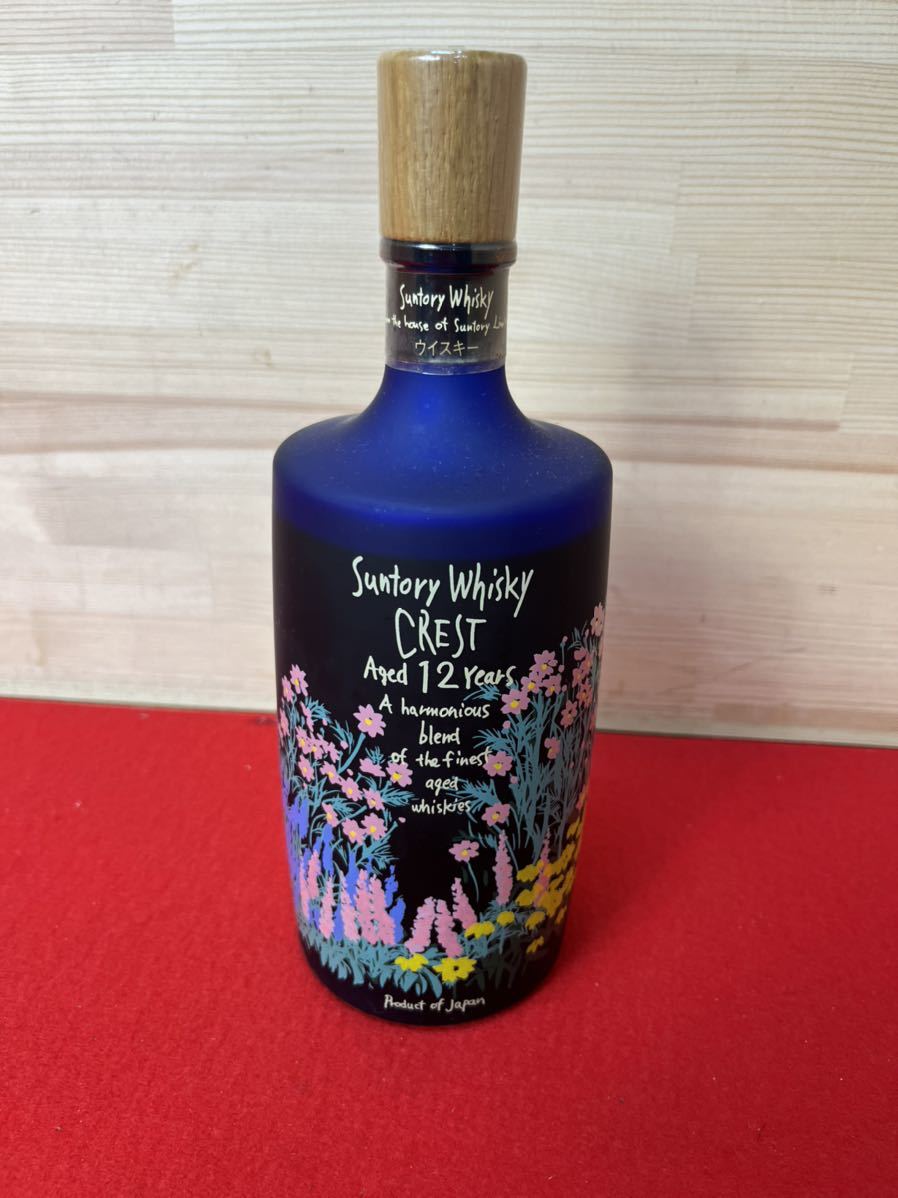 Suntory Whisky
the house of Suntory
ウイスキー
Suntory Whisky
CREST
Aged 12 Years
A harmonious
blend
of the finest
aged
whiskies
Product of Japan